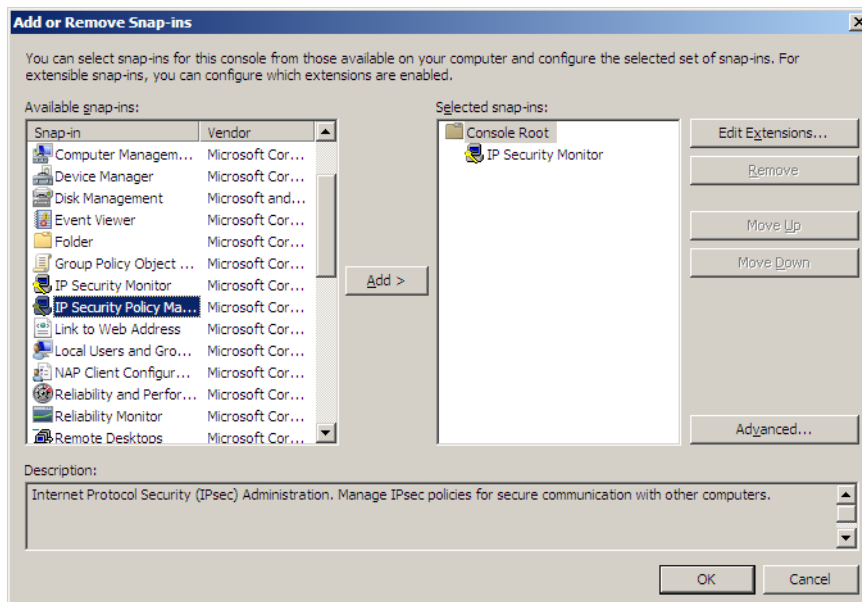 Add or Remove Snap-ins
You can select snap-ins for this console from those available on your computer and configure the selected set of snap-ins. For
extensible snap-ins, you can configure which extensions are enabled.
Available snap-ins:
Selected snap-ins:
Snap-in Vendor
Computer Managem... Microsoft Cor...
Device Manager Microsoft Cor...
Disk Management Microsoft and...
Event Viewer Microsoft Cor...
Folder Microsoft Cor...
Group Policy Object ... Microsoft Cor...
IP Security Monitor Microsoft Cor...
IP Security Policy Ma... Microsoft Cor...
Link to Web Address Microsoft Cor...
Local Users and Gro... Microsoft Cor...
NAP Client Configur... Microsoft Cor...
Reliability and Perfor... Microsoft Cor...
Reliability Monitor Microsoft Cor...
Remote Desktops Microsoft Cor...
Add >
Console Root
IP Security Monitor
Edit Extensions...
Remove
Move Up
Move Down
Advanced...
Description:
Internet Protocol Security (IPsec) Administration. Manage IPsec policies for secure communication with other computers.
OK
Cancel